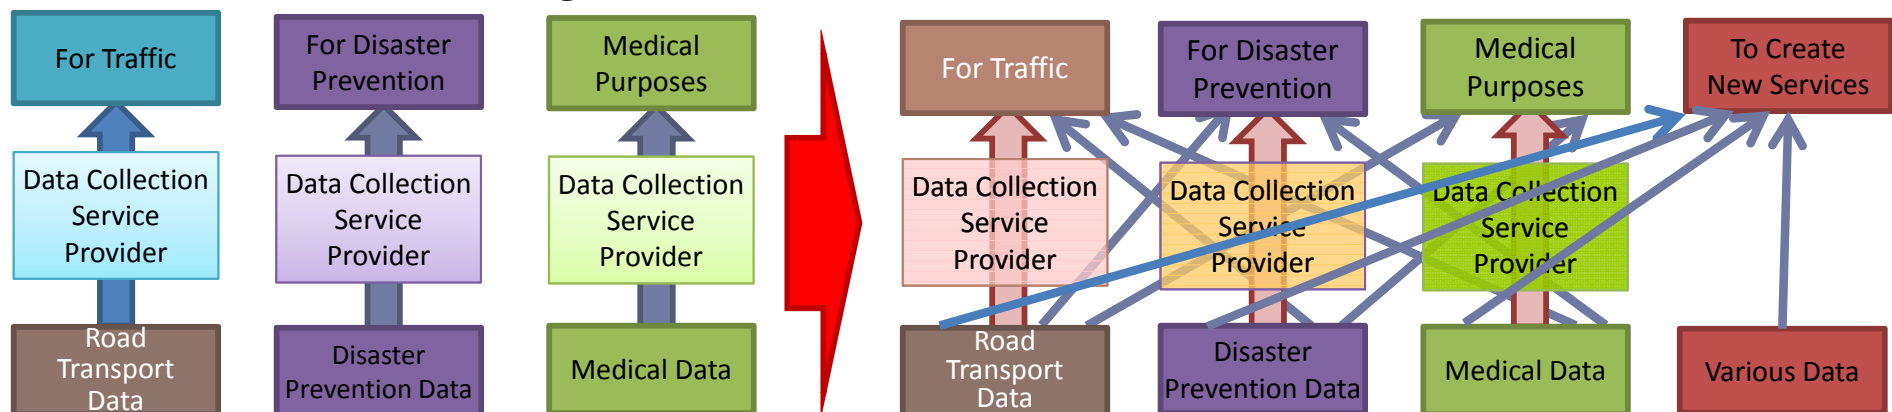 For Traffic
For Disaster
Prevention
Medical
Purposes
Data Collection
Service
Provider
Data Collection
Service
Provider
Data Collection
Service
Provider
Road
Transport
Data
Disaster
Prevention Data
Medical Data
For Traffic
For Disaster
Prevention
Medical
Purposes
To Create
New Services
Data Collection
Service
Provider
Data Collection
Service
Provider
Data Collection
Service
Provider
Road
Transport
Data
Disaster
Prevention Data
Medical Data
Various Data